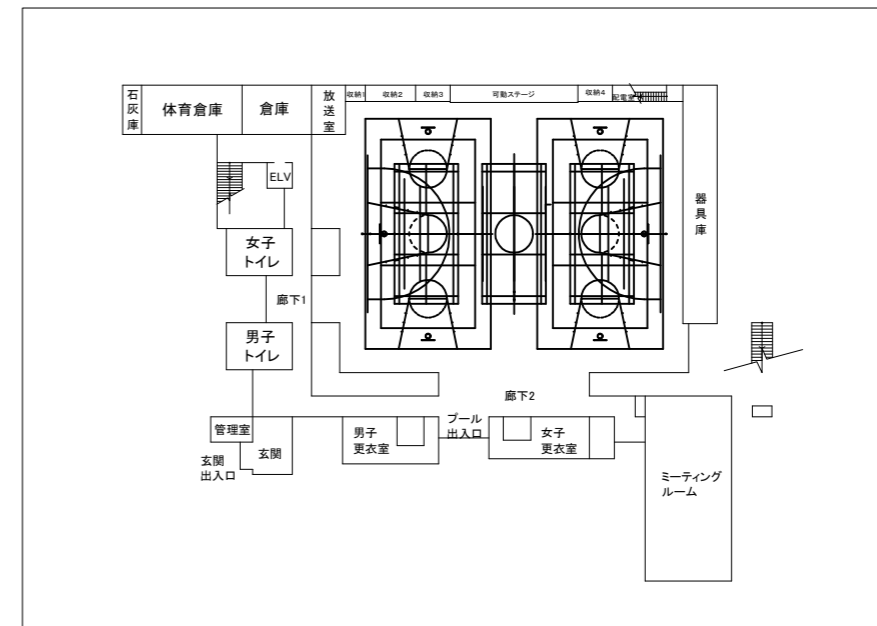 石
灰
庫
体育倉庫
倉庫
放
送
室
収納1
収納2
収納3
可動ステージ
収納4
配電室
器
具
庫
ELV
女子
トイレ
廊下1
男子
トイレ
管理室
玄関
玄関
出入口
男子
更衣室
プール
出入口
廊下2
女子
更衣室
ミーティング
ルーム